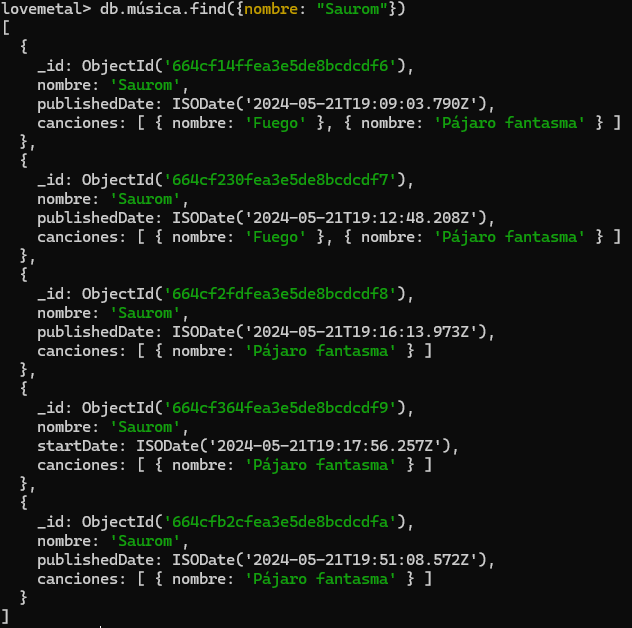 lovemetal> db.música.find({nombre: "Saurom"})
[
  {
    _id: ObjectId('664cf14ffea3e5de8bcdcdf6'),
    nombre: 'Saurom',
    publishedDate: ISODate('2024-05-21T19:09:03.790Z'),
    canciones: [ { nombre: 'Fuego' }, { nombre: 'Pájaro fantasma' } ]
  },
  {
    _id: ObjectId('664cf230fea3e5de8bcdcdf7'),
    nombre: 'Saurom',
    publishedDate: ISODate('2024-05-21T19:12:48.208Z'),
    canciones: [ { nombre: 'Fuego' }, { nombre: 'Pájaro fantasma' } ]
  },
  {
    _id: ObjectId('664cf2fdfea3e5de8bcdcdf8'),
    nombre: 'Saurom',
    publishedDate: ISODate('2024-05-21T19:16:13.973Z'),
    canciones: [ { nombre: 'Pájaro fantasma' } ]
  },
  {
    _id: ObjectId('664cf364fea3e5de8bcdcdf9'),
    nombre: 'Saurom',
    startDate: ISODate('2024-05-21T19:17:56.257Z'),
    canciones: [ { nombre: 'Pájaro fantasma' } ]
  },
  {
    _id: ObjectId('664cfb2cfea3e5de8bcdcdfa'),
    nombre: 'Saurom',
    publishedDate: ISODate('2024-05-21T19:51:08.572Z'),
    canciones: [ { nombre: 'Pájaro fantasma' } ]
  }
]